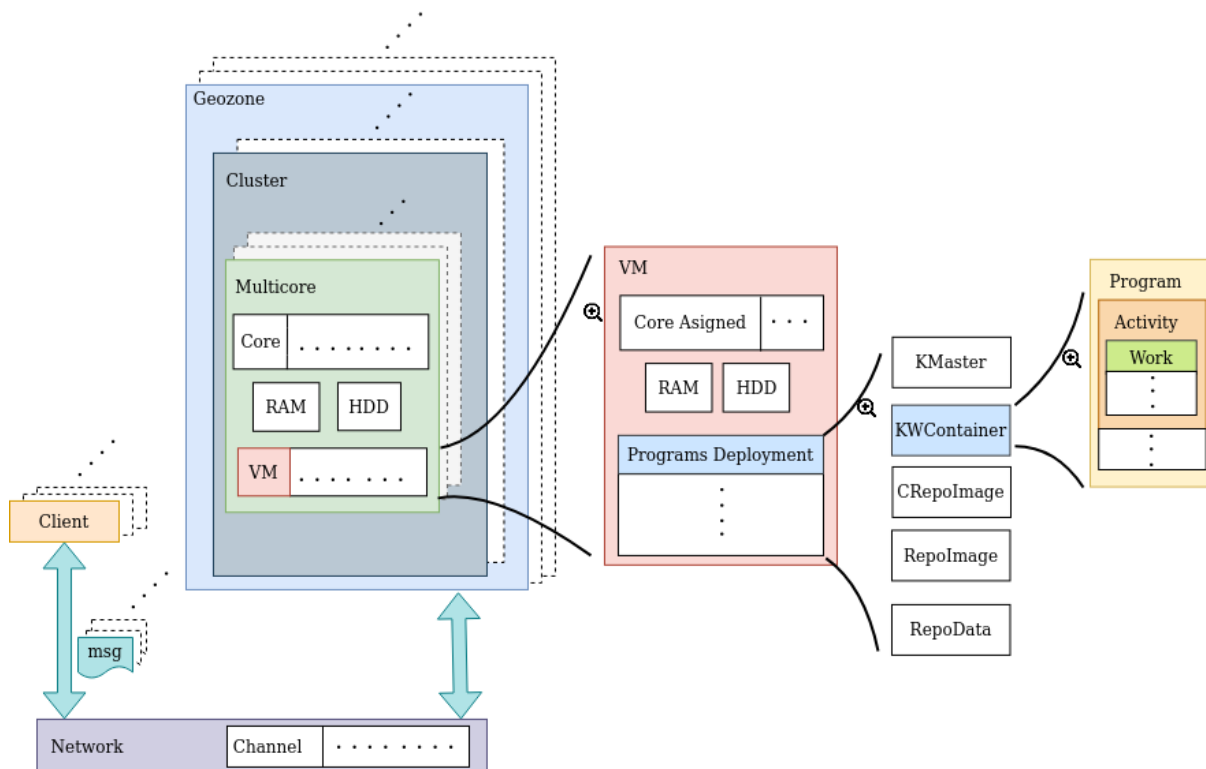 Geozone
Cluster
Multicore
Core
RAM
HDD
VM
Client
msg
Network
Channel
VM
Core Asigned
RAM
HDD
Programs Deployment
KMaster
KWContainer
CRepoImage
RepoImage
RepoData
Program
Activity
Work